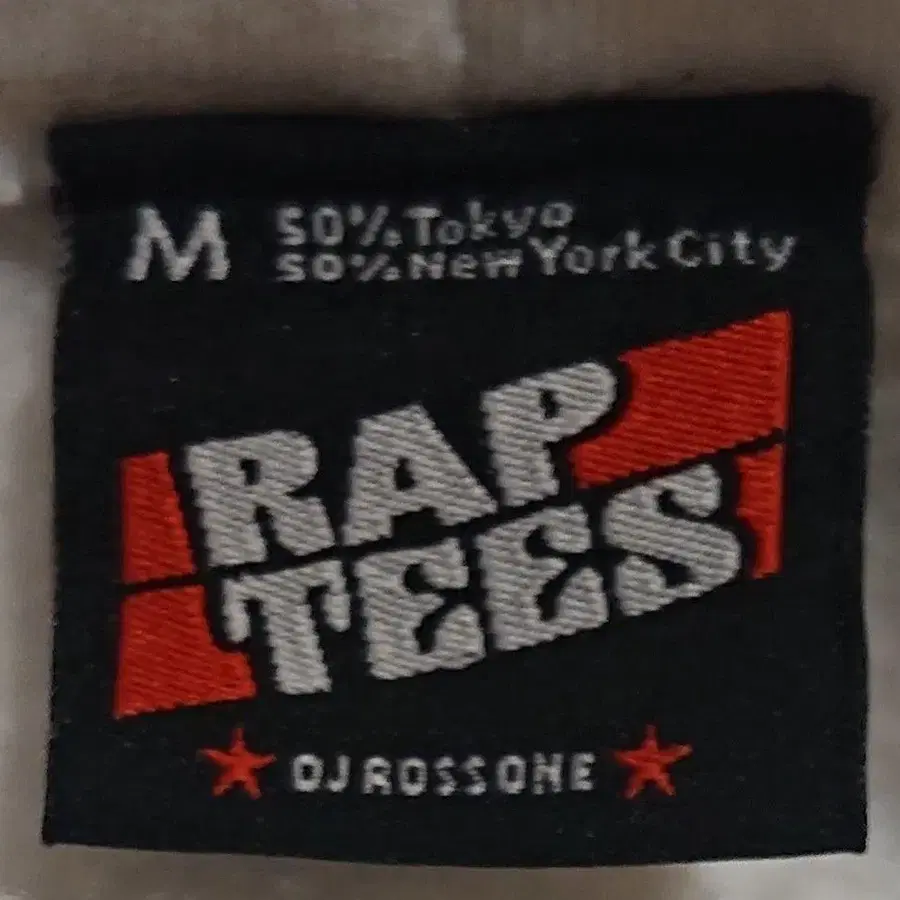 M
50% Tokyo
50% New York City
RAP
TEES
DJ ROSS ONE